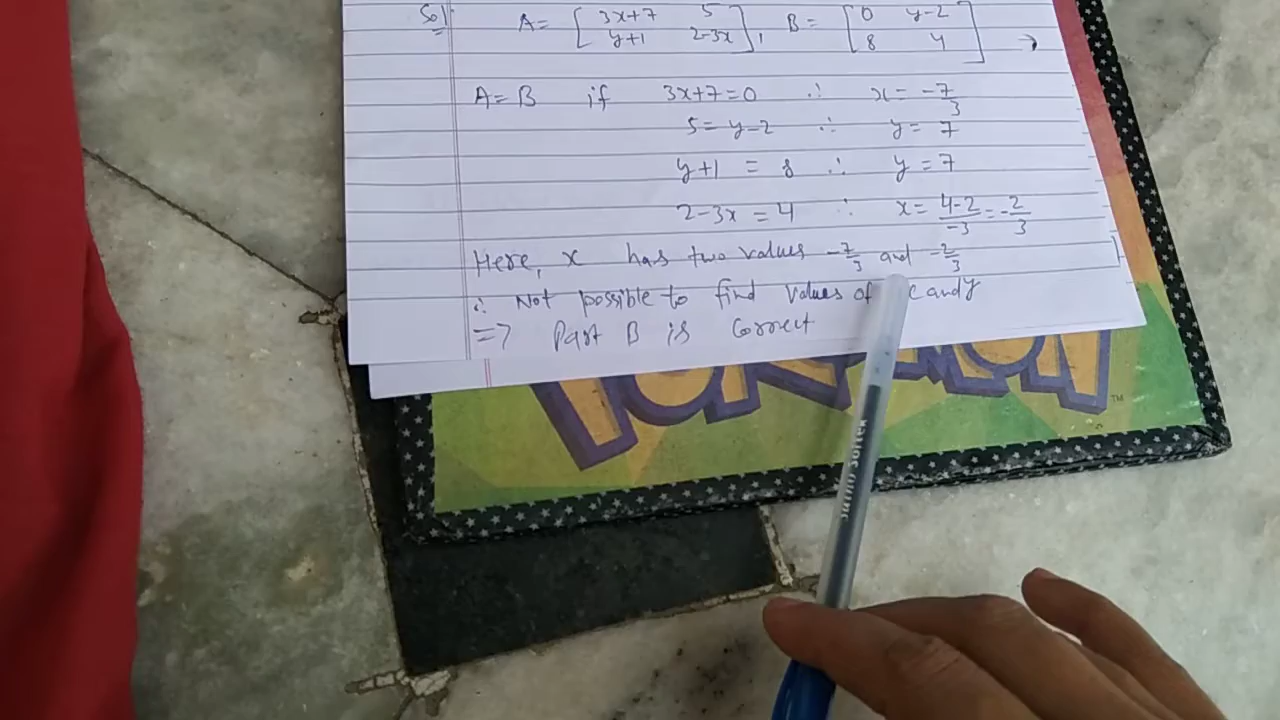 Sol A = [ 3x+7 5 y+1 2-3x ], B = [ 0 y-2 8 4 ] →
A = B if 3x+7 = 0 ∴ x = -7/3
5 = y-2 ∴ y = 7
y+1 = 8 ∴ y = 7
2-3x = 4 ∴ x = 4-2/-3 = -2/3
Here, x has two values -7/3 and -2/3
∴ Not possible to find values of x and y
=> Part B is correct
TM